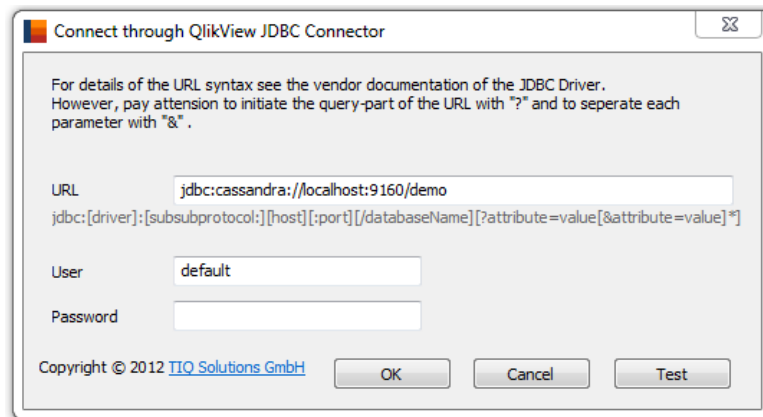 Connect through QlikView JDBC Connector
For details of the URL syntax see the vendor documentation of the JDBC Driver.
However, pay attension to initiate the query-part of the URL with "?" and to seperate each
parameter with "&" .
URL
jdbc:cassandra://localhost:9160/demo
jdbc:[driver]:[subsubprotocol:][host][:port][/databaseName][?attribute=value[&attribute=value]*]
User
default
Password
Copyright © 2012 TIQ Solutions GmbH
OK
Cancel
Test